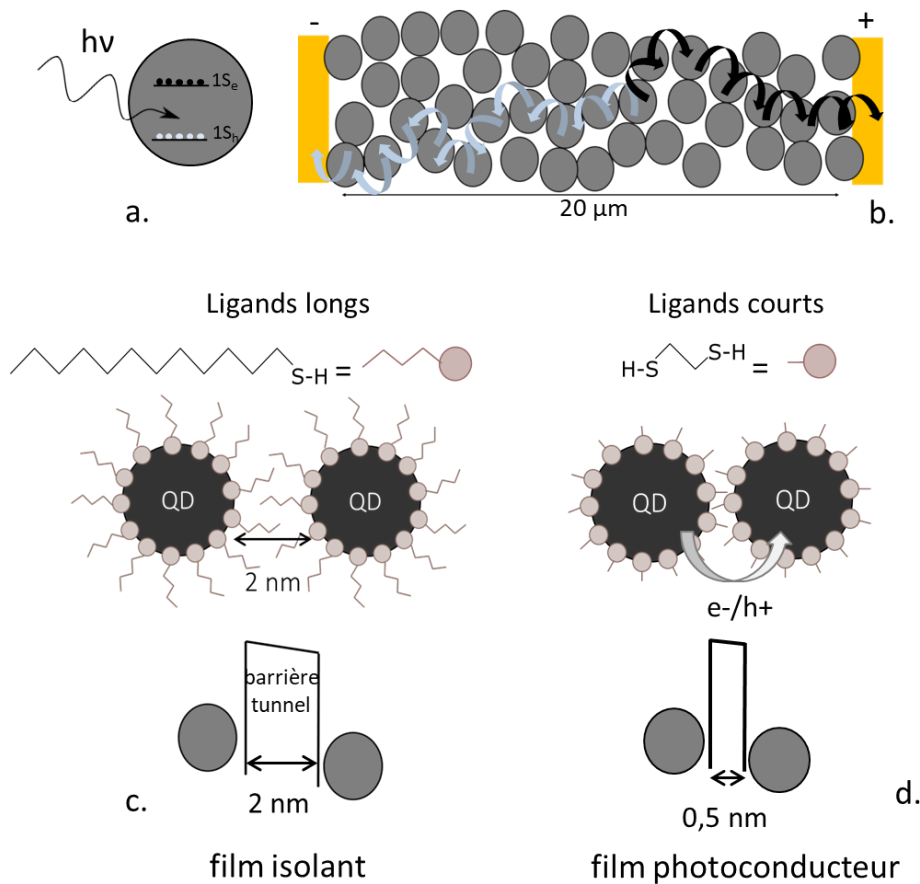 hν
1Sₑ
1Sₕ
a.
-
+
20 µm
b.
Ligands longs
Ligands courts
S-H =
H-S
S-H
=
QD
QD
2 nm
QD
QD
e-/h+
barrière
tunnel
2 nm
c.
film isolant
0,5 nm
d.
film photoconducteur